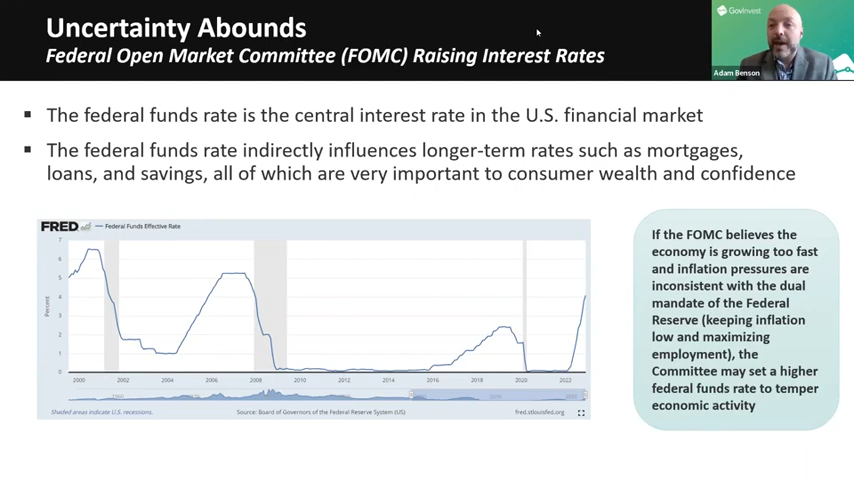 Uncertainty Abounds
Federal Open Market Committee (FOMC) Raising Interest Rates
GovInvest
Adam Benson
▪ The federal funds rate is the central interest rate in the U.S. financial market
▪ The federal funds rate indirectly influences longer-term rates such as mortgages,
loans, and savings, all of which are very important to consumer wealth and confidence
FRED — Federal Funds Effective Rate
7
6
5
4
3
2
1
0
Percent
2000 2002 2004 2006 2008 2010 2012 2014 2016 2018 2020 2022
Shaded areas indicate U.S. recessions.
Source: Board of Governors of the Federal Reserve System (US)
fred.stlouisfed.org
If the FOMC believes the
economy is growing too fast
and inflation pressures are
inconsistent with the dual
mandate of the Federal
Reserve (keeping inflation
low and maximizing
employment), the
Committee may set a higher
federal funds rate to temper
economic activity